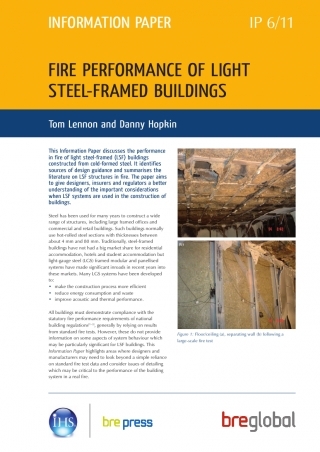 INFORMATION PAPER
IP 6/11
FIRE PERFORMANCE OF LIGHT
STEEL-FRAMED BUILDINGS
Tom Lennon and Danny Hopkin
This Information Paper discusses the performance
in fire of light steel-framed (LSF) buildings
constructed from cold-formed steel. It identifies
sources of design guidance and summarises the
literature on LSF structures in fire. The paper aims
to give designers, insurers and regulators a better
understanding of the important considerations
when LSF systems are used in the construction of
buildings.
Steel has been used for many years to construct a wide
range of structures, including large framed offices and
commercial and retail buildings. Such buildings normally
use hot-rolled steel sections with thicknesses between
about 4 mm and 80 mm. Traditionally, steel-framed
buildings have not had a big market share for residential
accommodation, hotels and student accommodation but
light-gauge steel (LGS) framed modular and panellised
systems have made significant inroads in recent years into
these markets. Many LGS systems have been developed
to:
• make the construction process more efficient
• reduce energy consumption and waste
• improve acoustic and thermal performance.
All buildings must demonstrate compliance with the
statutory fire performance requirements of national
building regulations, generally by relying on results
from standard fire tests. However, these do not provide
information on some aspects of system behaviour which
may be particularly significant for LSF buildings. This
Information Paper highlights areas where designers and
manufacturers may need to look beyond a simple reliance
on standard fire test data and consider issues of detailing
which may be critical to the performance of the building
system in a real fire.
Figure 1: Floor/ceiling (a), separating wall (b) following a
large-scale fire test
IHS
bre press
breglobal